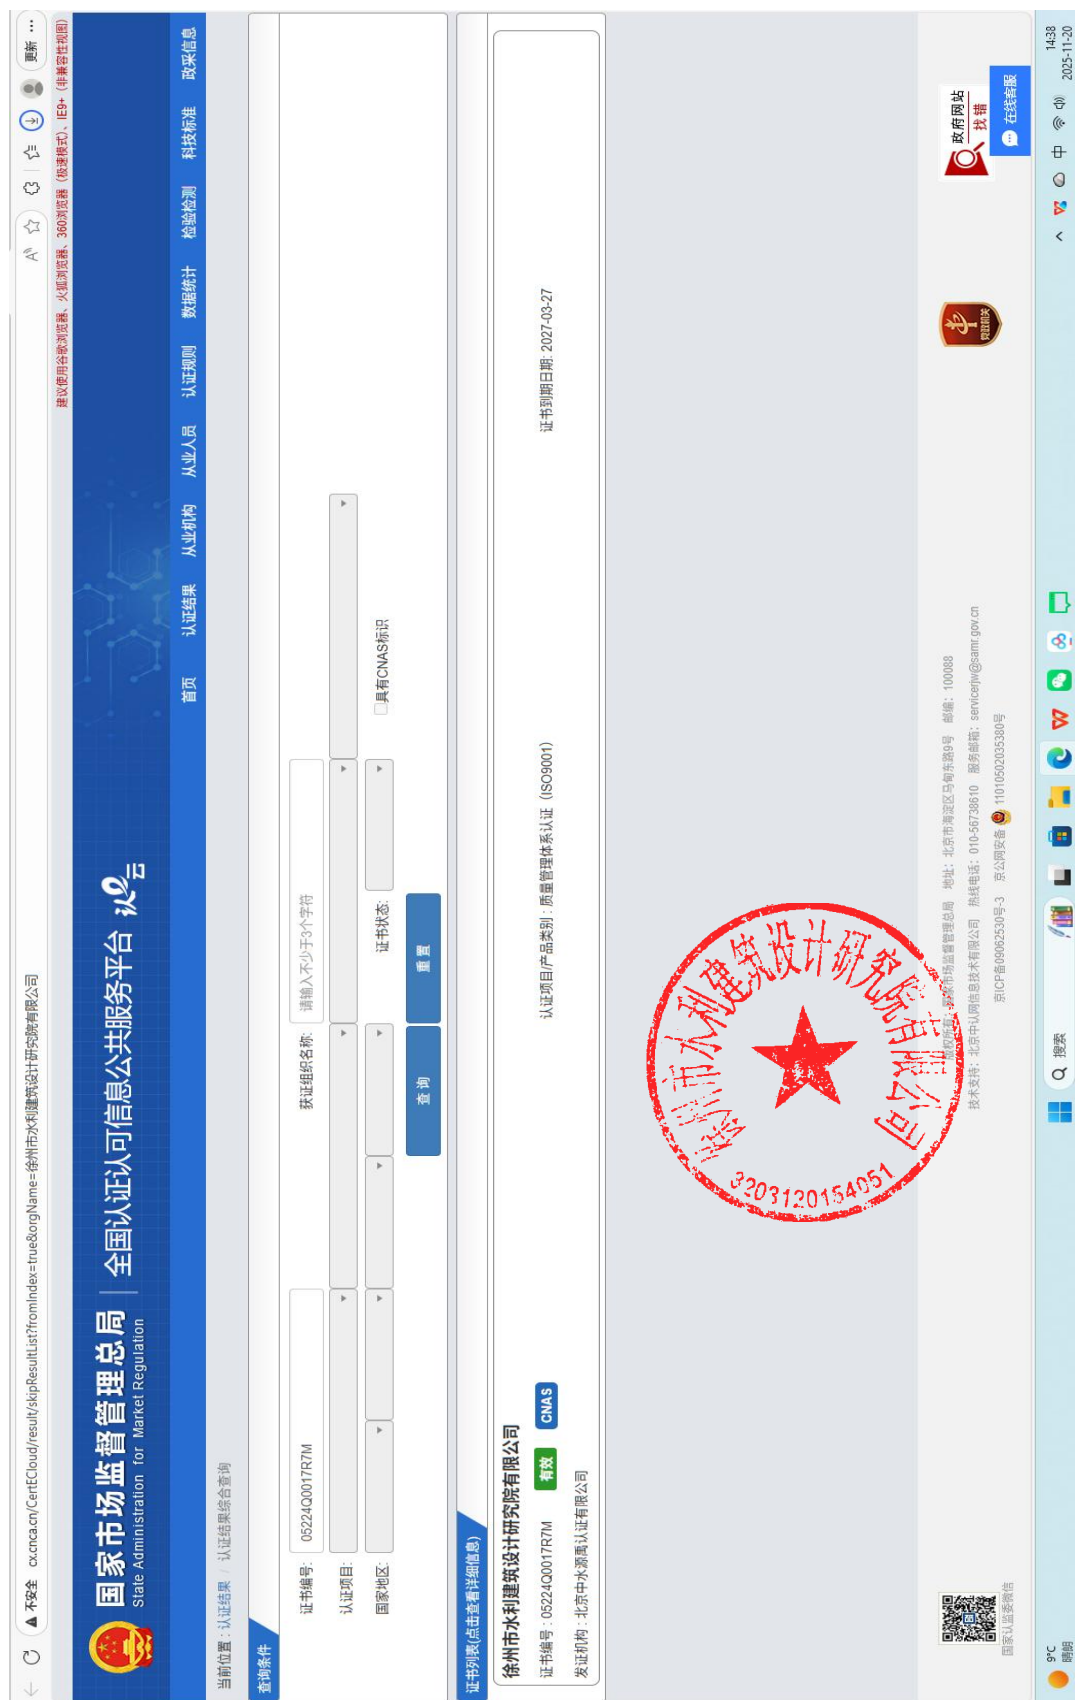 不安全 cx.cnca.cn/CertECloud/result/skipResultList?fromIndex=true&orgName=徐州市水利建筑设计研究院有限公司
更新
建议使用谷歌浏览器、火狐浏览器、360浏览器（极速模式）、IE9+（非兼容性视图）
国家市场监督管理总局
State Administration for Market Regulation
全国认证认可信息公共服务平台 认e云
首页 认证结果 从业机构 从业人员 认证规则 数据统计 检验检测 科技标准 政采信息
当前位置：认证结果 / 认证结果综合查询
查询条件
证书编号： 05224Q0017R7M 获证组织名称： 请输入不少于3个字符
认证项目：
国家地区： 证书状态： 具有CNAS标识
查询 重置
证书列表(点击查看详细信息)
徐州市水利建筑设计研究院有限公司
证书编号：05224Q0017R7M 有效 CNAS 认证项目/产品类别：质量管理体系认证（ISO9001） 证书到期日期: 2027-03-27
发证机构：北京中水源禹认证有限公司
徐州市水利建筑设计研究院有限公司
3203120154051
国家认监委微信
版权所有：国家市场监督管理总局 地址：北京市海淀区马甸东路9号 邮编：100088
技术支持：北京中认网信息技术有限公司 热线电话：010-56738610 服务邮箱：servicerjw@samr.gov.cn
京ICP备09062530号-3 京公网安备 11010502035380号
党政机关
政府网站
找错
在线客服
9°C
晴朗
搜索
中
14:38
2025-11-20